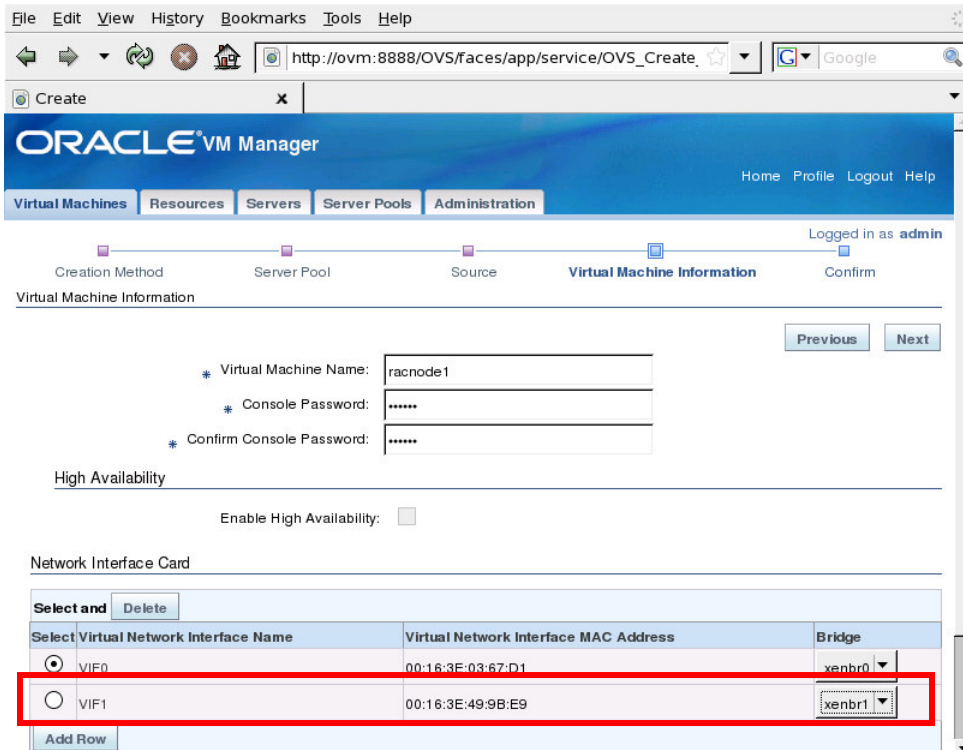 File Edit View History Bookmarks Tools Help
http://ovm:8888/OVS/faces/app/service/OVS_Create_ G Google
Create x
ORACLE VM Manager
Home Profile Logout Help
Virtual Machines Resources Servers Server Pools Administration
Logged in as admin
Creation Method Server Pool Source Virtual Machine Information Confirm
Virtual Machine Information
Previous Next
* Virtual Machine Name: racnode1
* Console Password: ••••••
* Confirm Console Password: ••••••
High Availability
Enable High Availability:
Network Interface Card
Select and Delete
Select Virtual Network Interface Name Virtual Network Interface MAC Address Bridge
VIF0 00:16:3E:03:67:D1 xenbr0
VIF1 00:16:3E:49:9B:E9 xenbr1
Add Row